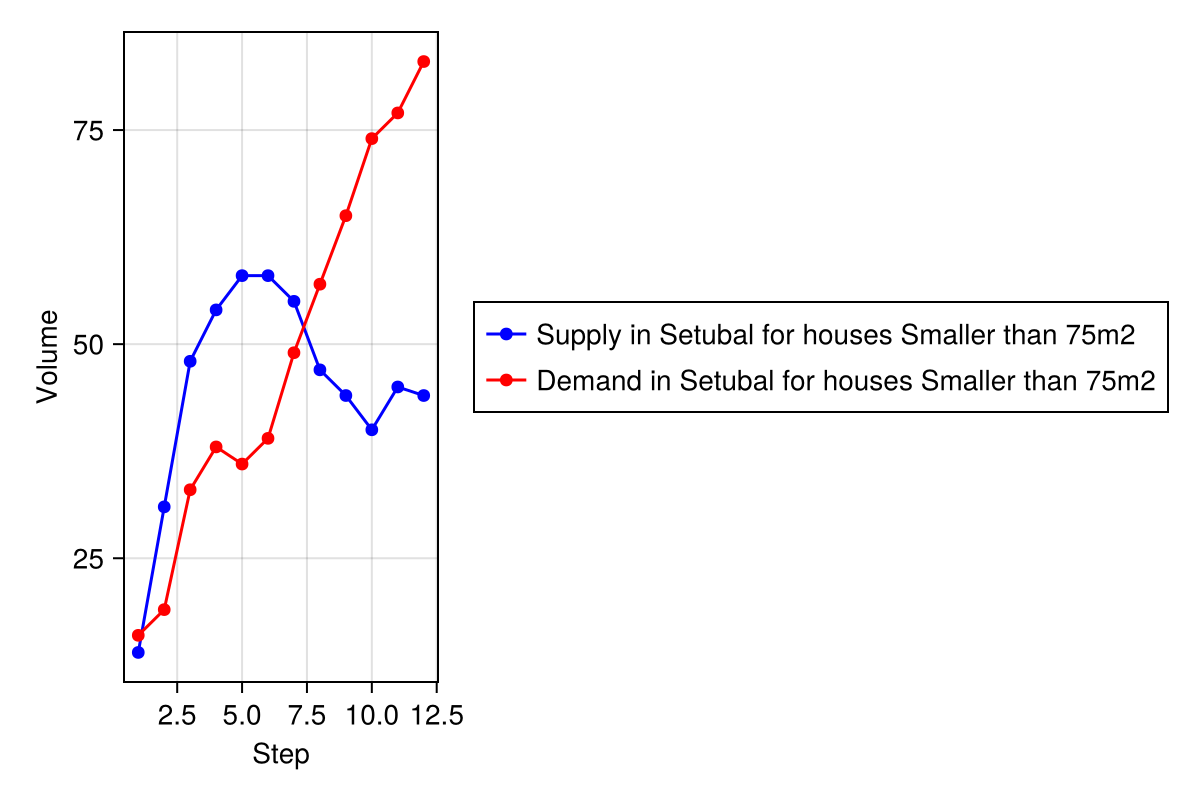 75
50
25
Volume
2.5 5.0 7.5 10.0 12.5
Step
Supply in Setubal for houses Smaller than 75m2
Demand in Setubal for houses Smaller than 75m2